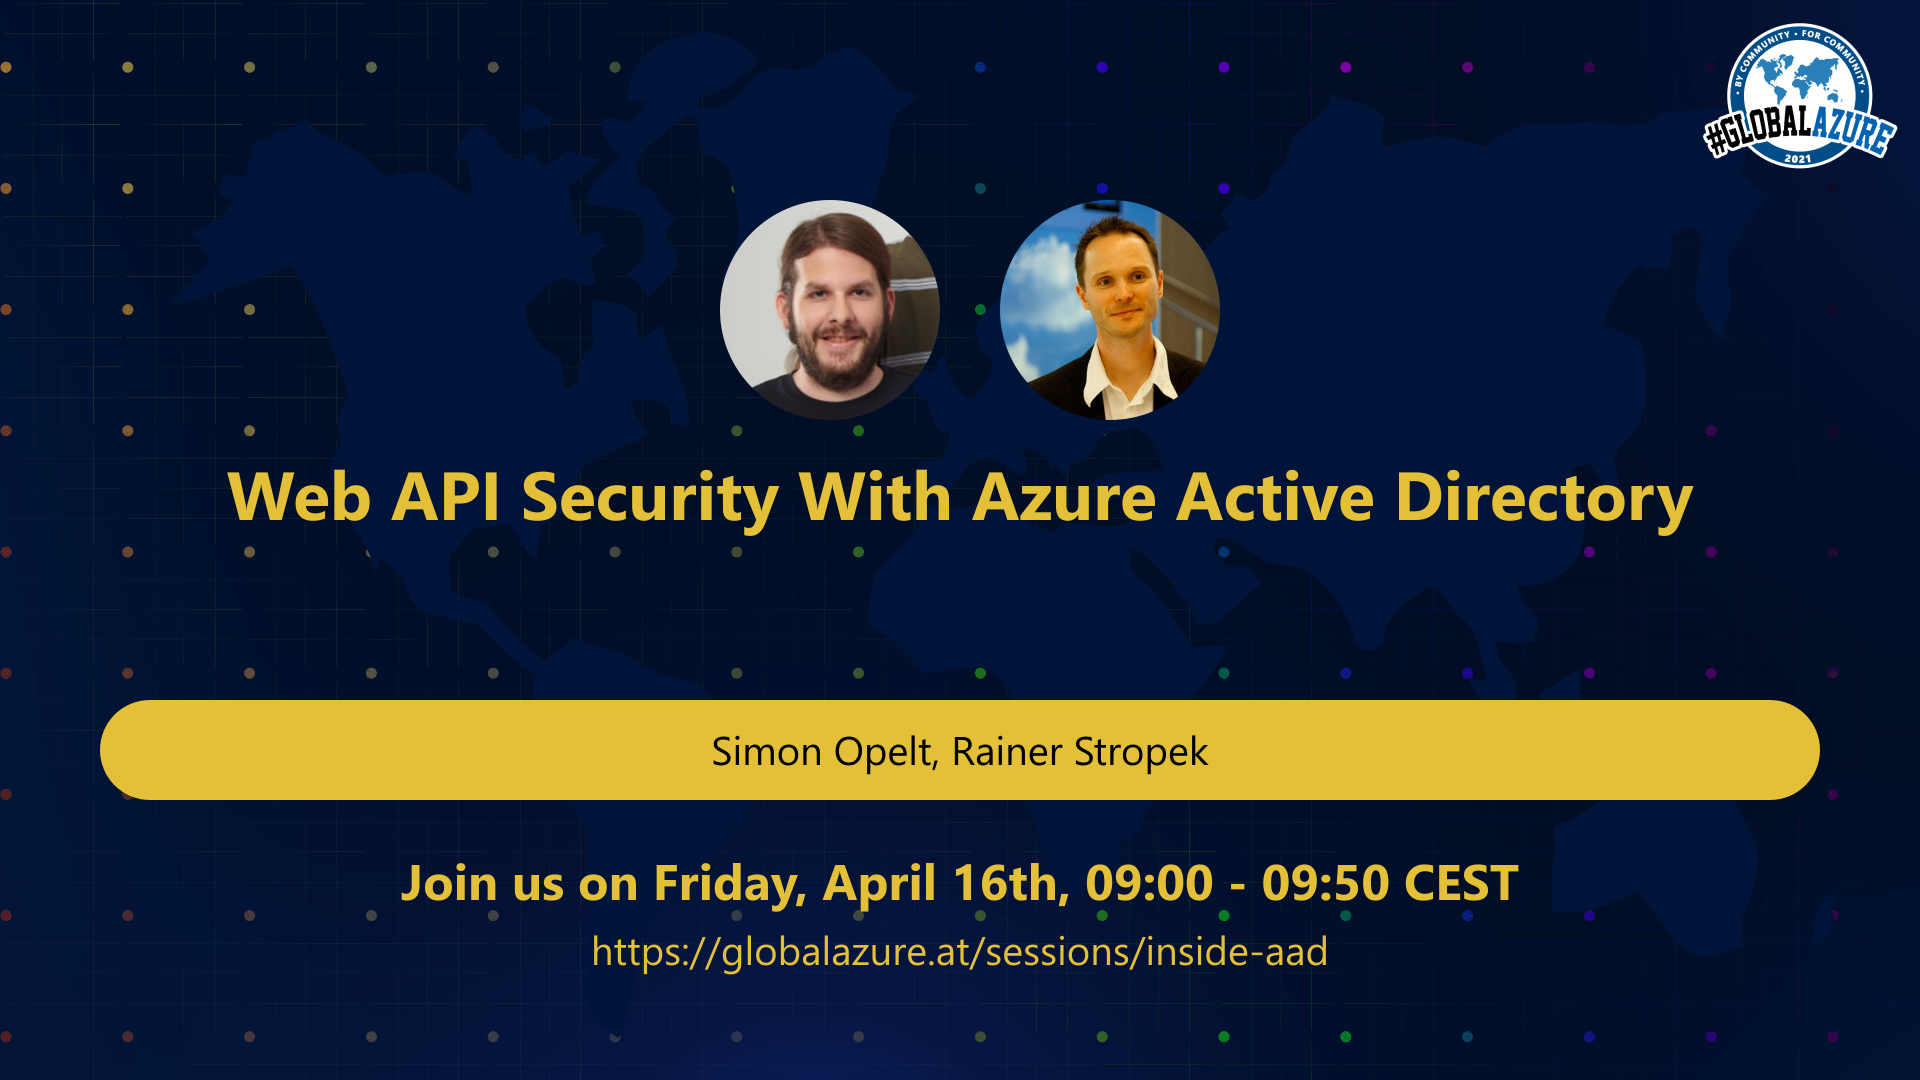 • BY COMMUNITY • FOR COMMUNITY •
#GLOBALAZURE
2021
Web API Security With Azure Active Directory
Simon Opelt, Rainer Stropek
Join us on Friday, April 16th, 09:00 - 09:50 CEST
https://globalazure.at/sessions/inside-aad